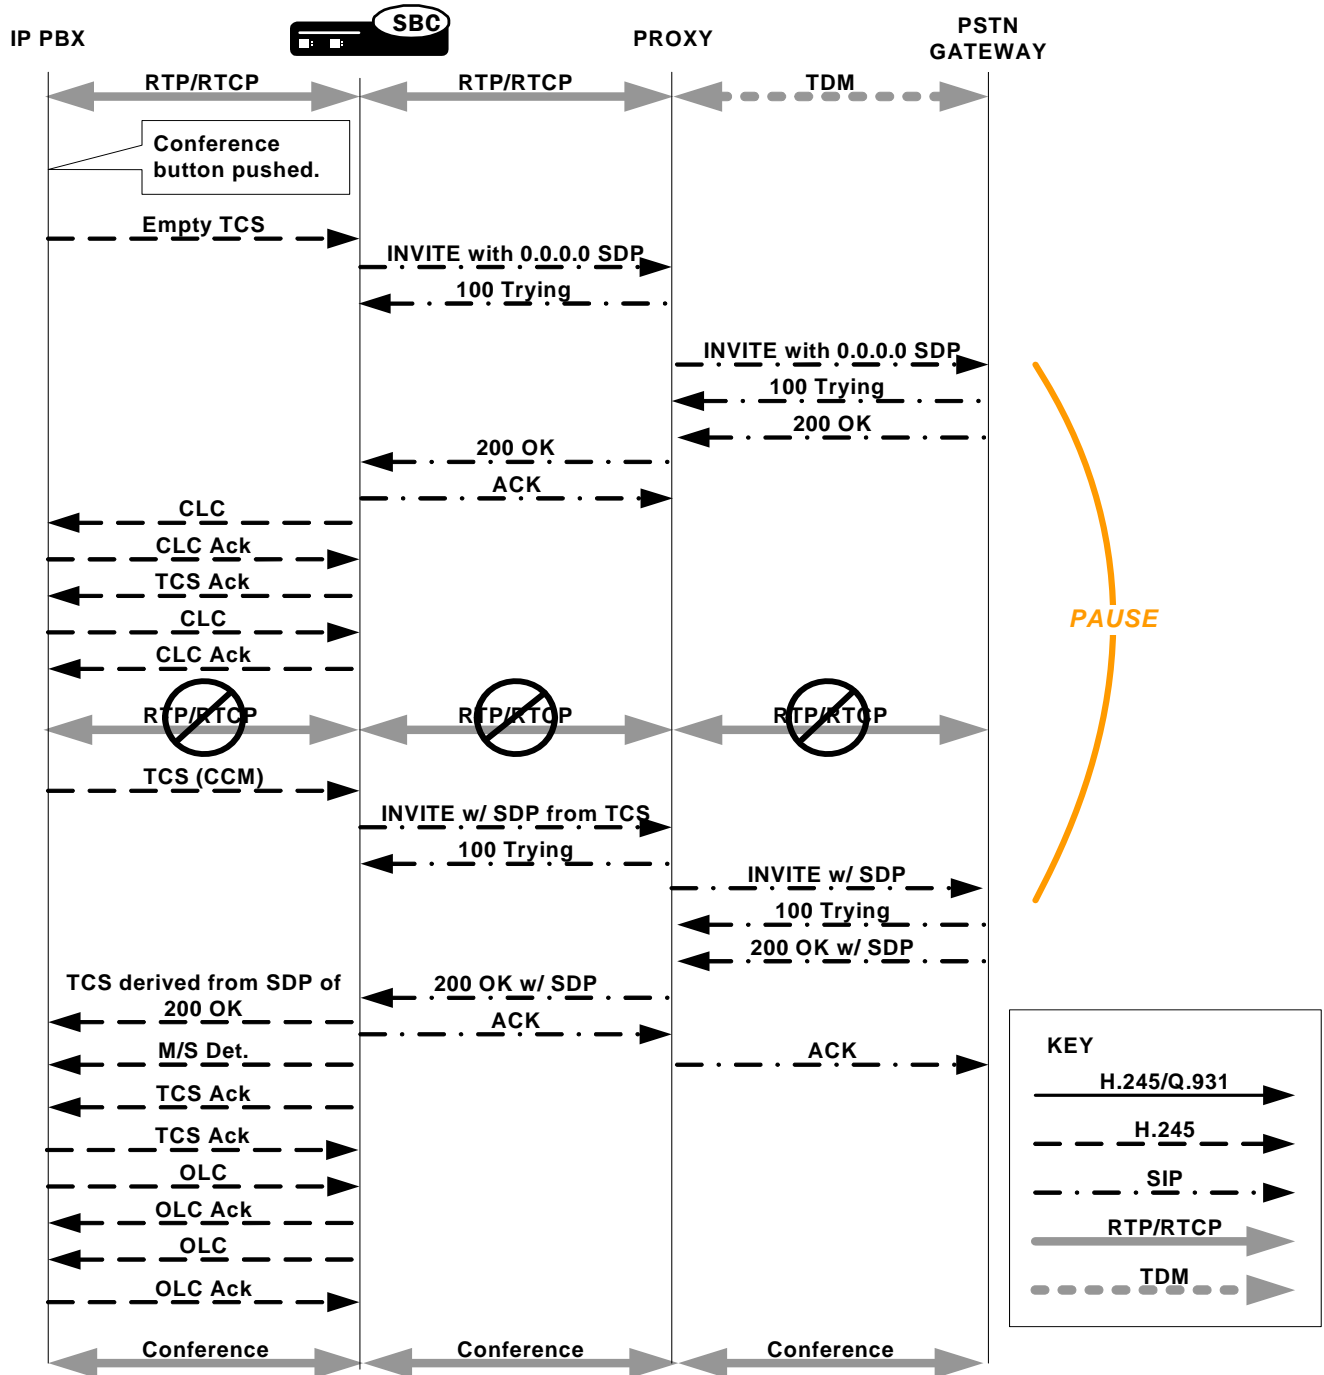 IP PBX
SBC
PROXY
PSTN
GATEWAY
RTP/RTCP
RTP/RTCP
TDM
Conference
button pushed.
Empty TCS
INVITE with 0.0.0.0 SDP
100 Trying
INVITE with 0.0.0.0 SDP
100 Trying
200 OK
200 OK
ACK
CLC
CLC Ack
TCS Ack
CLC
CLC Ack
PAUSE
RTP/RTCP
RTP/RTCP
RTP/RTCP
TCS (CCM)
INVITE w/ SDP from TCS
100 Trying
INVITE w/ SDP
100 Trying
200 OK w/ SDP
200 OK w/ SDP
TCS derived from SDP of
200 OK
ACK
M/S Det.
ACK
TCS Ack
TCS Ack
OLC
OLC Ack
OLC
OLC Ack
Conference
Conference
Conference
KEY
H.245/Q.931
H.245
SIP
RTP/RTCP
TDM